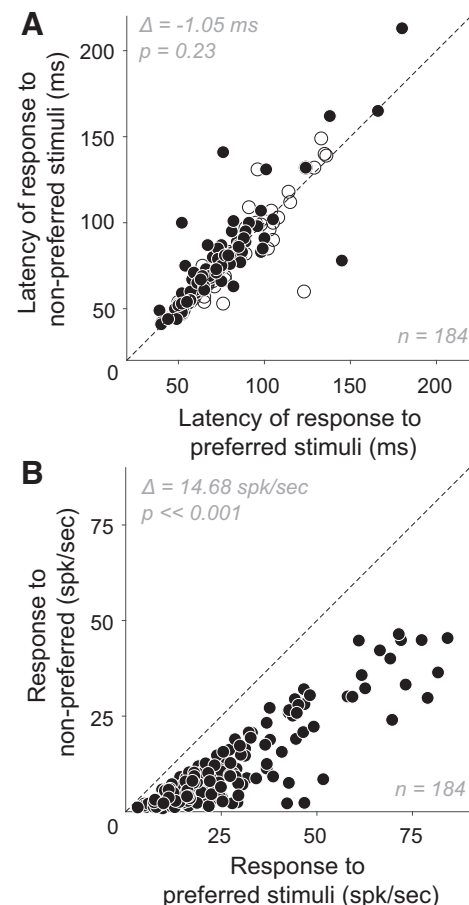 A
Δ = -1.05 ms
p = 0.23
200
150
100
50
0
Latency of response to
non-preferred stimuli (ms)
n = 184
50
100
150
200
Latency of response to
preferred stimuli (ms)
B
Δ = 14.68 spk/sec
p << 0.001
75
50
25
0
Response to
non-preferred (spk/sec)
n = 184
25
50
75
Response to
preferred stimuli (spk/sec)